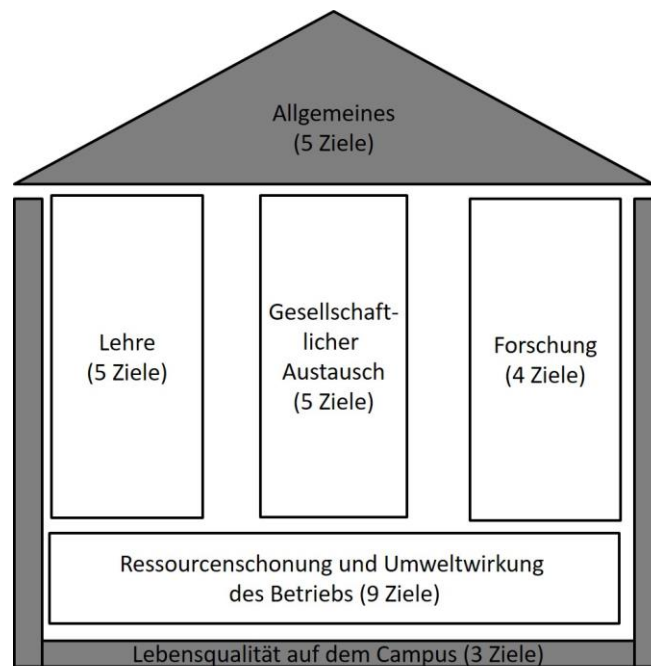 Allgemeines
(5 Ziele)
Lehre
(5 Ziele)
Gesellschaft-
licher
Austausch
(5 Ziele)
Forschung
(4 Ziele)
Ressourcenschonung und Umweltwirkung
des Betriebs (9 Ziele)
Lebensqualität auf dem Campus (3 Ziele)